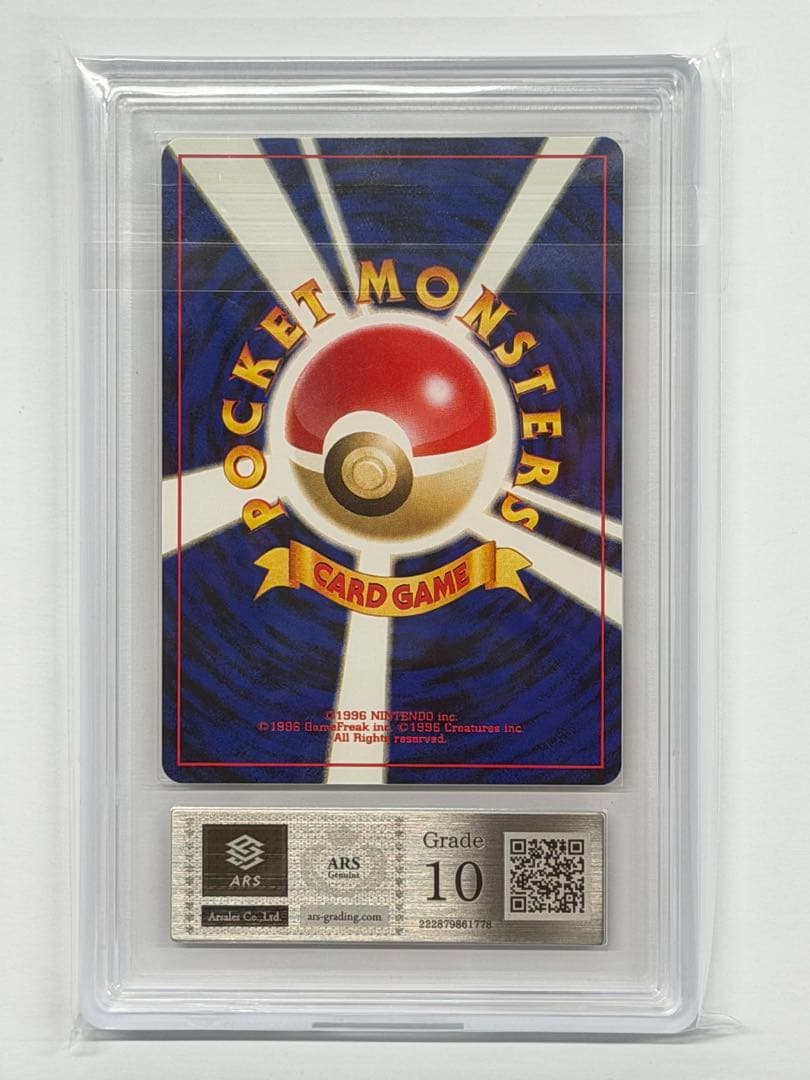 POCKET MONSTERS
CARD GAME
©1996 NINTENDO inc.
©1996 GameFreak inc. ©1996 Creatures inc.
All Rights reserved.
ARS
Arsales Co.,Ltd.
ARS
Genuine
ars-grading.com
Grade
10
222879861778